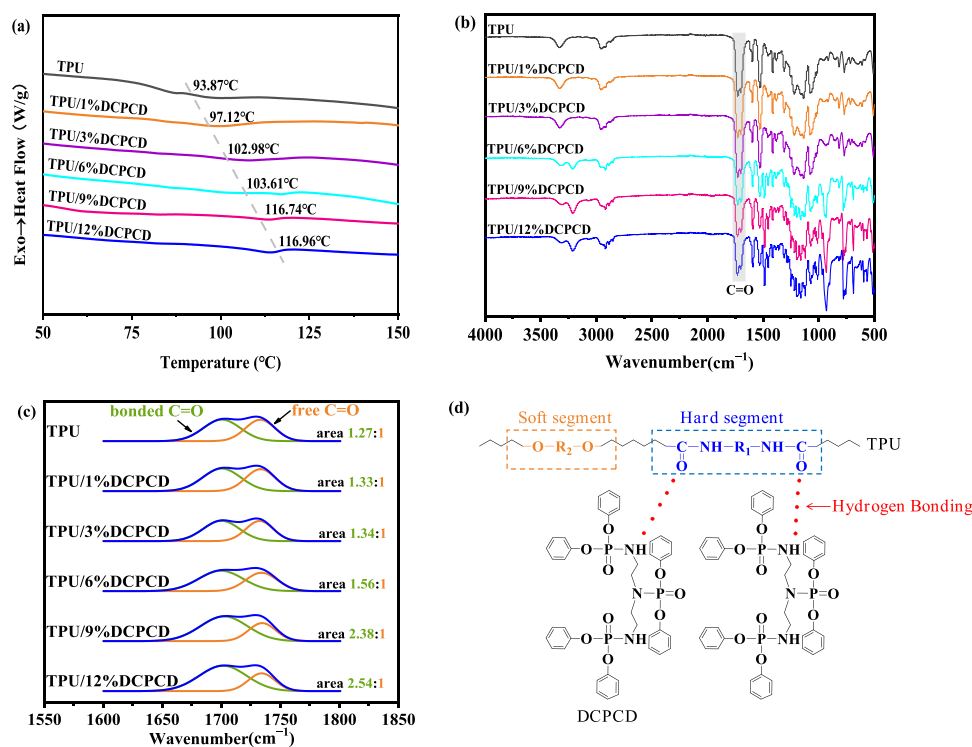 (a)
Exo→Heat Flow (W/g)
TPU
93.87℃
TPU/1%DCPCD
97.12℃
TPU/3%DCPCD
102.98℃
TPU/6%DCPCD
103.61℃
TPU/9%DCPCD
116.74℃
TPU/12%DCPCD
116.96℃
50 75 100 125 150
Temperature (℃)
(b)
TPU
TPU/1%DCPCD
TPU/3%DCPCD
TPU/6%DCPCD
TPU/9%DCPCD
TPU/12%DCPCD
C=O
4000 3500 3000 2500 2000 1500 1000 500
Wavenumber(cm⁻¹)
(c)
bonded C=O free C=O
TPU area 1.27:1
TPU/1%DCPCD area 1.33:1
TPU/3%DCPCD area 1.34:1
TPU/6%DCPCD area 1.56:1
TPU/9%DCPCD area 2.38:1
TPU/12%DCPCD area 2.54:1
1550 1600 1650 1700 1750 1800 1850
Wavenumber(cm⁻¹)
(d)
Soft segment Hard segment
O R₂ O C NH R₁ NH C TPU
O O
Hydrogen Bonding
O O
O P NH O P NH
O O O O
N P O N P O
O O O O
O P NH O P NH
O O
DCPCD